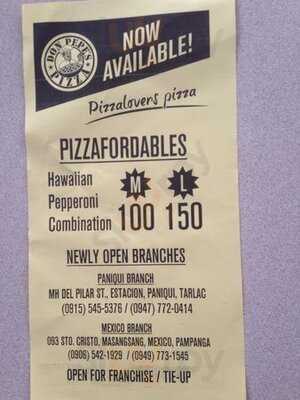 DON PEPES
PIZZA
NOW
AVAILABLE!
Pizzalovers pizza
PIZZAFORDABLES
Hawaiian M L
Pepperoni
Combination 100 150
NEWLY OPEN BRANCHES
PANIQUI BRANCH
MH DEL PILAR ST., ESTACION, PANIQUI, TARLAC
(0915) 545-5376 / (0947) 772-0414
MEXICO BRANCH
093 STO. CRISTO, MASANGSANG, MEXICO, PAMPANGA
(0906) 542-1929 / (0949) 773-1545
OPEN FOR FRANCHISE / TIE-UP